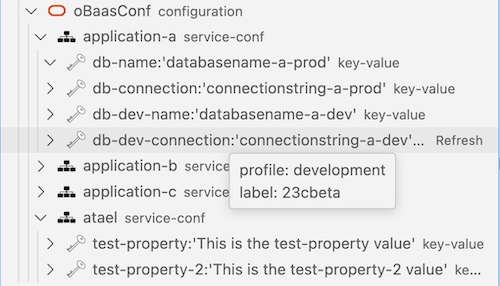 oBaasConf configuration
application-a service-conf
db-name:'databasename-a-prod' key-value
db-connection:'connectionstring-a-prod' key-value
db-dev-name:'databasename-a-dev' key-value
db-dev-connection:'connectionstring-a-dev'... Refresh
application-b service
application-c service
profile: development
label: 23cbeta
atael service-conf
test-property:'This is the test-property value' key-value
test-property-2:'This is the test-property-2 value' key-...